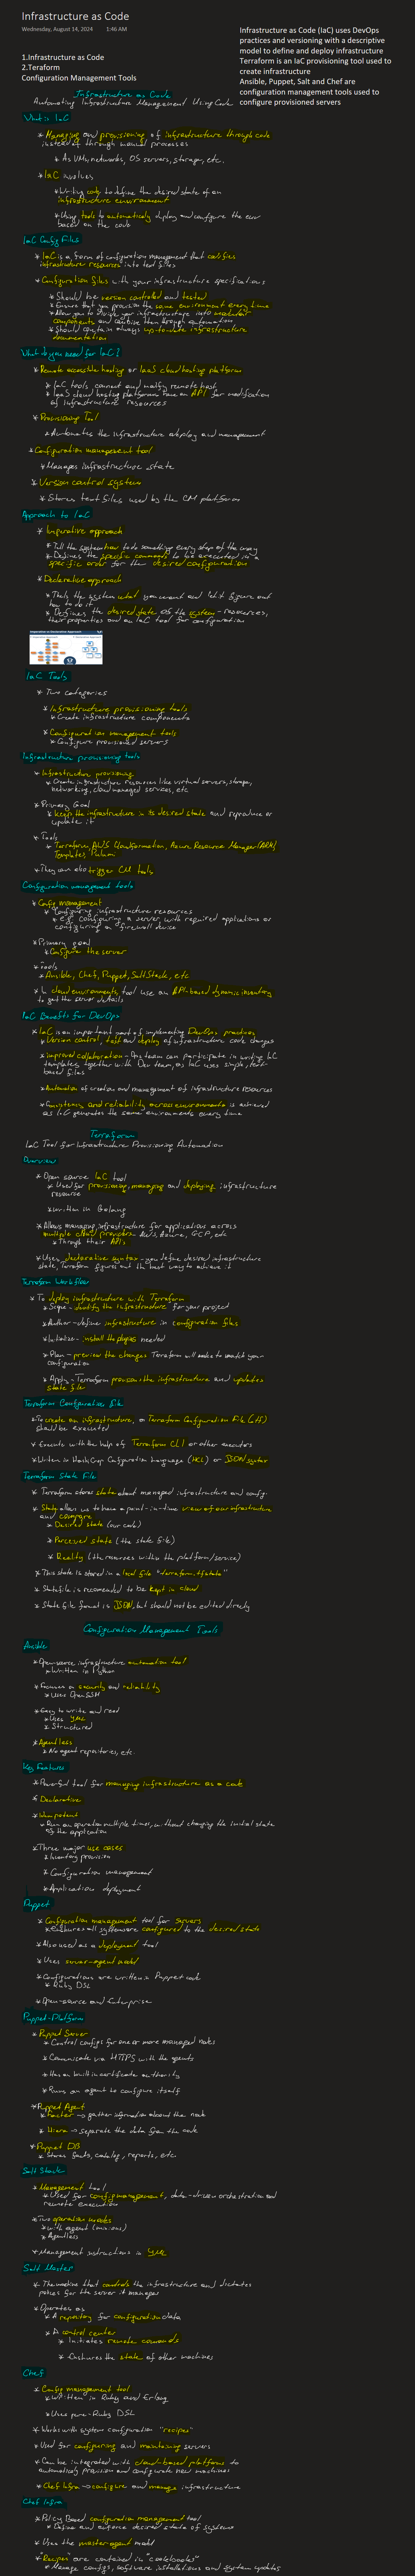 Infrastructure as Code
Wednesday, August 14, 2024 1:46 AM
Infrastructure as Code (IaC) uses DevOps
practices and versioning with a descriptive
model to define and deploy infrastructure
Terraform is an IaC provisioning tool used to
create infrastructure
Ansible, Puppet, Salt and Chef are
configuration management tools used to
configure provisioned servers
1.Infrastructure as Code
2.Teraform
Configuration Management Tools
Infrastructure as Code
Automating Infrastructure Management Using Code
What is IaC
* Managing and provisioning of infrastructure through code
instead of through manual processes
* As VMs, networks, OS servers, storage, etc.
* IaC involves,
* Writing code to define the desired state of an
infrastructure environment
* Using tools to automatically deploy and configure the env
based on the code
IaC Config Files
* IaC is a form of configuration management that codifies
infrastructure resources into text files
* Configuration files with your infrastructure specifications
* Should be version controlled and tested
* Ensures that you provision the same environment every time
* Allow you to divide your infrastructure into modular
components and combine them through automation
* Should contain always up-to-date infrastructure
documentation
What do you need for IaC?
* Remote accessible hosting or IaaS cloud hosting platform
* IaC tools connect and modify remote host
* IaaS cloud hosting platforms have an API for modification
of infrastructure resources
* Provisioning Tool
* Automates the infrastructure deploy and management
* Configuration management tool
* Manages infrastructure state
* Version control system
* Stores text files used by the CM platform
Approach to IaC
* Imperative approach
* Tell the system how to do something every step of the way
* Defines the specific commands to be executed in a
specific order for the desired configuration
* Declarative approach
* Tells the system what you want and let it figure out
how to do it
* Defines the desired state of the system - resources,
their properties and an IaC tool for configuration
Imperative vs Declarative Approach
IaC Tools
* Two categories
* Infrastructure provisioning tools
* Create infrastructure components
* Configuration management tools
* Configure provisioned servers
Infrastructure provisioning tools
* Infrastructure provisioning
* Create infrastructure resources like virtual servers, storage,
networking, cloud managed services, etc
* Primary Goal
* keep the infrastructure in its desired state and reproduce or
update it
* Tools
* Terraform, AWS Cloudformation, Azure Resource Manager (ARM)
Templates, Pulumi
* They can also trigger CM tools
Configuration management tools
* Config management
* Configuring infrastructure resources
* e.g. Configuring a server with required applications or
configuring a firewall device
* Primary goal
* Configure the server
* Tools
* Ansible, Chef, Puppet, SaltStack, etc
* In cloud environments, tool use an API-based dynamic inventory
to get the server details
IaC Benefits for DevOps
* IaC is an important part of implementing DevOps practices
* Version control, test and deploy of infrastructure code changes
* improved collaboration - Ops team can participate in writing IaC
templates together with Dev team, as IaC uses simple, text-
based files
* Automation of creation and management of infrastructure resources
* Consistency and reliability across environments is achieved
as IaC generates the same environments every time
Terraform
IaC Tool for Infrastructure Provisioning Automation
Overview
* Open source IaC tool
* Used for provisioning, managing and deploying infrastructure
resource
* Written in Golang
* Allows managing infrastructure for applications across
multiple cloud providers AWS, Azure, GCP, etc
* Through their APIs
* Uses declarative syntax - you define desired infrastructure
state, Terraform figures out the best way to achieve it
Terraform Workflow
* To deploy infrastructure with Terraform
* Scope - identify the infrastructure for your project
* Author - define infrastructure in configuration files
* Initialize - install the plugins needed
* Plan - preview the changes Terraform will make to match your
configuration
* Apply - Terraform provisions the infrastructure and updates
state file
Terraform Configuration File
* To create an infrastructure, a Terraform Configuration File (.tf)
should be executed
* Execute with the help of Terraform CLI or other executors
* Written in HashiCorp Configuration Language (HCL) or JSON syntax
Terraform State File
* Terraform stores state about managed infrastructure and config.
* State allows us to have a point-in-time view of our infrastructure
and compare
* Desired state (our code)
* Perceived state (the state file)
* Reality (the resources within the platform/service)
* This state is stored in a local file "terraform.tfstate"
* Statefile is recomended to be kept in cloud
* State file format is JSON, but should not be edited directly
Configuration Management Tools
Ansible
* Open-source infrastructure automation tool
* Written in Python
* Focuses on security and reliability
* Uses OpenSSH
* Easy to write and read
* Uses YML
* Structured
* Agentless
* No agent repositories, etc.
Key Features
* Powerful tool for managing infrastructure as a code
* Declarative
* Idempotent
* Run an operation multiple times, without changing the initial state
of the application
* Three major use cases
* Inventory provision
* Configuration management
* Application deployment
Puppet
* Configuration management tool for servers
* Ensures all systems are configured to the desired state
* Also used as a deployment tool
* Uses server-agent model
* Configurations are written in Puppet code
* Ruby DSL
* Open-source and Enterprise
Puppet-Platform
* Pupped Server
* Control configs for one or more managed nodes
* Comunicate via HTTPS with the agents
* Has a built in certificate authority
* Runs an agent to configure itself
* Pupped Agent
* Facter -> gather information about the node
* Hiera -> separate the data from the code
* Puppet DB
* Stores facts, catalog, reports, etc.
Salt Stack
* Management tool
* Used for config management, data-driven orchestration and
remote execution
* Two operation modes
* with agent (minions)
* Agentless
* Management instructions in YML
Salt Master
* The machine that controls the infrastructure and dictates
polices for the server it manages
* Operates as
* A repository for configuration data
* A control center
* Initiates remote comands
* Ensures the state of other machines
Chef
* Config management tool
* Written in Ruby and Erlang
* Uses pure-Ruby DSL
* Works with system configuration "recipes"
* Used for configuring and maintaining servers
* Can be integrated with cloud-based platforms to
automaticly provision and configurate new machines
* Chef Infra -> configure and manage infrastructure
Chef Infra
* Policy Based configuration management tool
* Define and enforce desired state of systems
* Uses the master-agent model
* "Recipes" are contained in "cookbooks"
* Manage configs, software installations and system updates